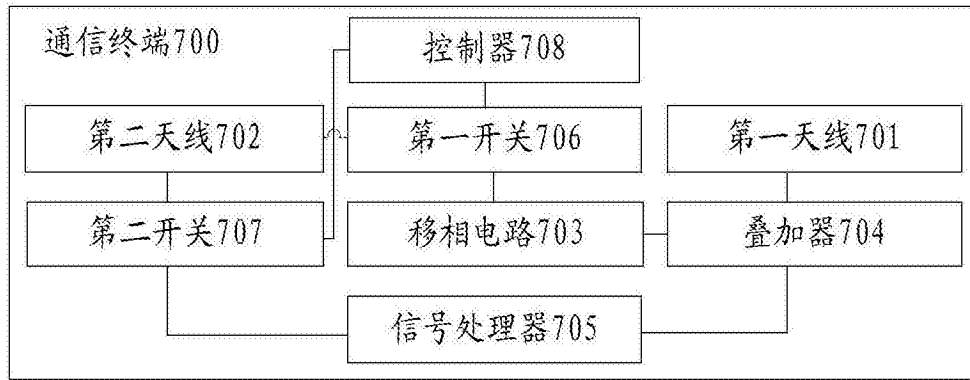 通信终端700
控制器708
第二天线702
第一开关706
第一天线701
第二开关707
移相电路703
叠加器704
信号处理器705